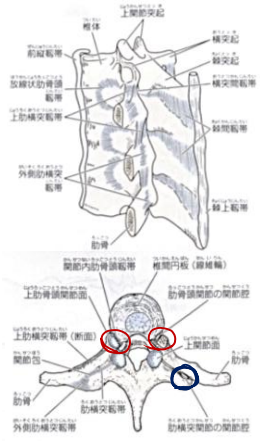 上関節突起
椎体
横突起
前縦靱帯
棘突起
放線状肋骨頭
靱帯
横突間靱帯
上肋横突靱帯
棘間靱帯
外側肋横突
靱帯
棘上靱帯
肋骨
関節内肋骨頭靱帯
椎間円板(線維輪)
上肋骨頭関節面
肋骨頭関節の関節腔
上肋横突靱帯(断面)
上関節面
関節包
肋骨
肋骨
肋横突靱帯
外側肋横突靱帯
肋横突関節の関節腔